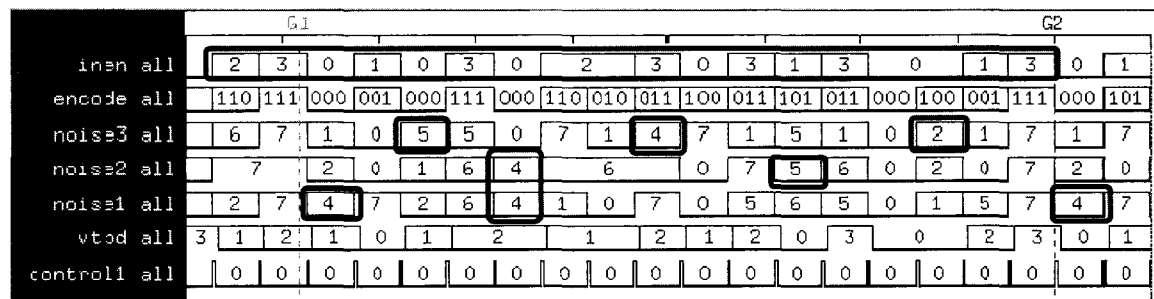 G1 G2
inen all 2 3 0 1 0 3 0 2 3 0 3 1 3 0 1 3 0 1
encode all 110 111 000 001 000 111 000 110 010 011 100 011 101 011 000 100 001 111 000 101
noise3 all 6 7 1 0 5 5 0 7 1 4 7 1 5 1 0 2 1 7 1 7
noise2 all 7 2 0 1 6 4 6 0 7 5 6 0 2 0 7 2 0
noise1 all 2 7 4 7 2 6 4 1 0 7 0 5 6 5 0 1 5 7 4 7
all 3 1 2 1 0 1 2 1 2 1 2 0 3 0 2 3 0 1
control1 all 0 0 0 0 0 0 0 0 0 0 0 0 0 0 0 0 0 0 0 0